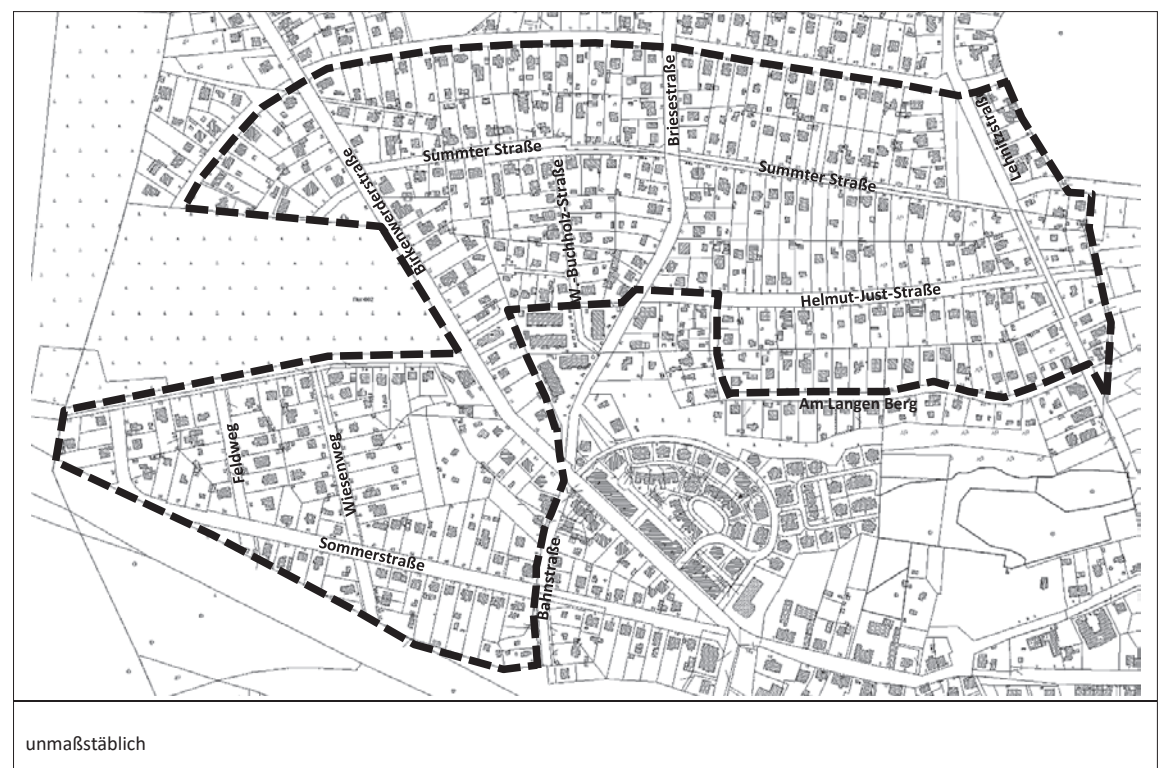 Briesestraße
Lehnitzstraß
Birkenwerderstraße
Summter Straße
Summter Straße
W.-Buchholz-Straße
Helmut-Just-Straße
Am Langen Berg
Feldweg
Wiesenweg
Sommerstraße
Bahnstraße
unmaßstäblich